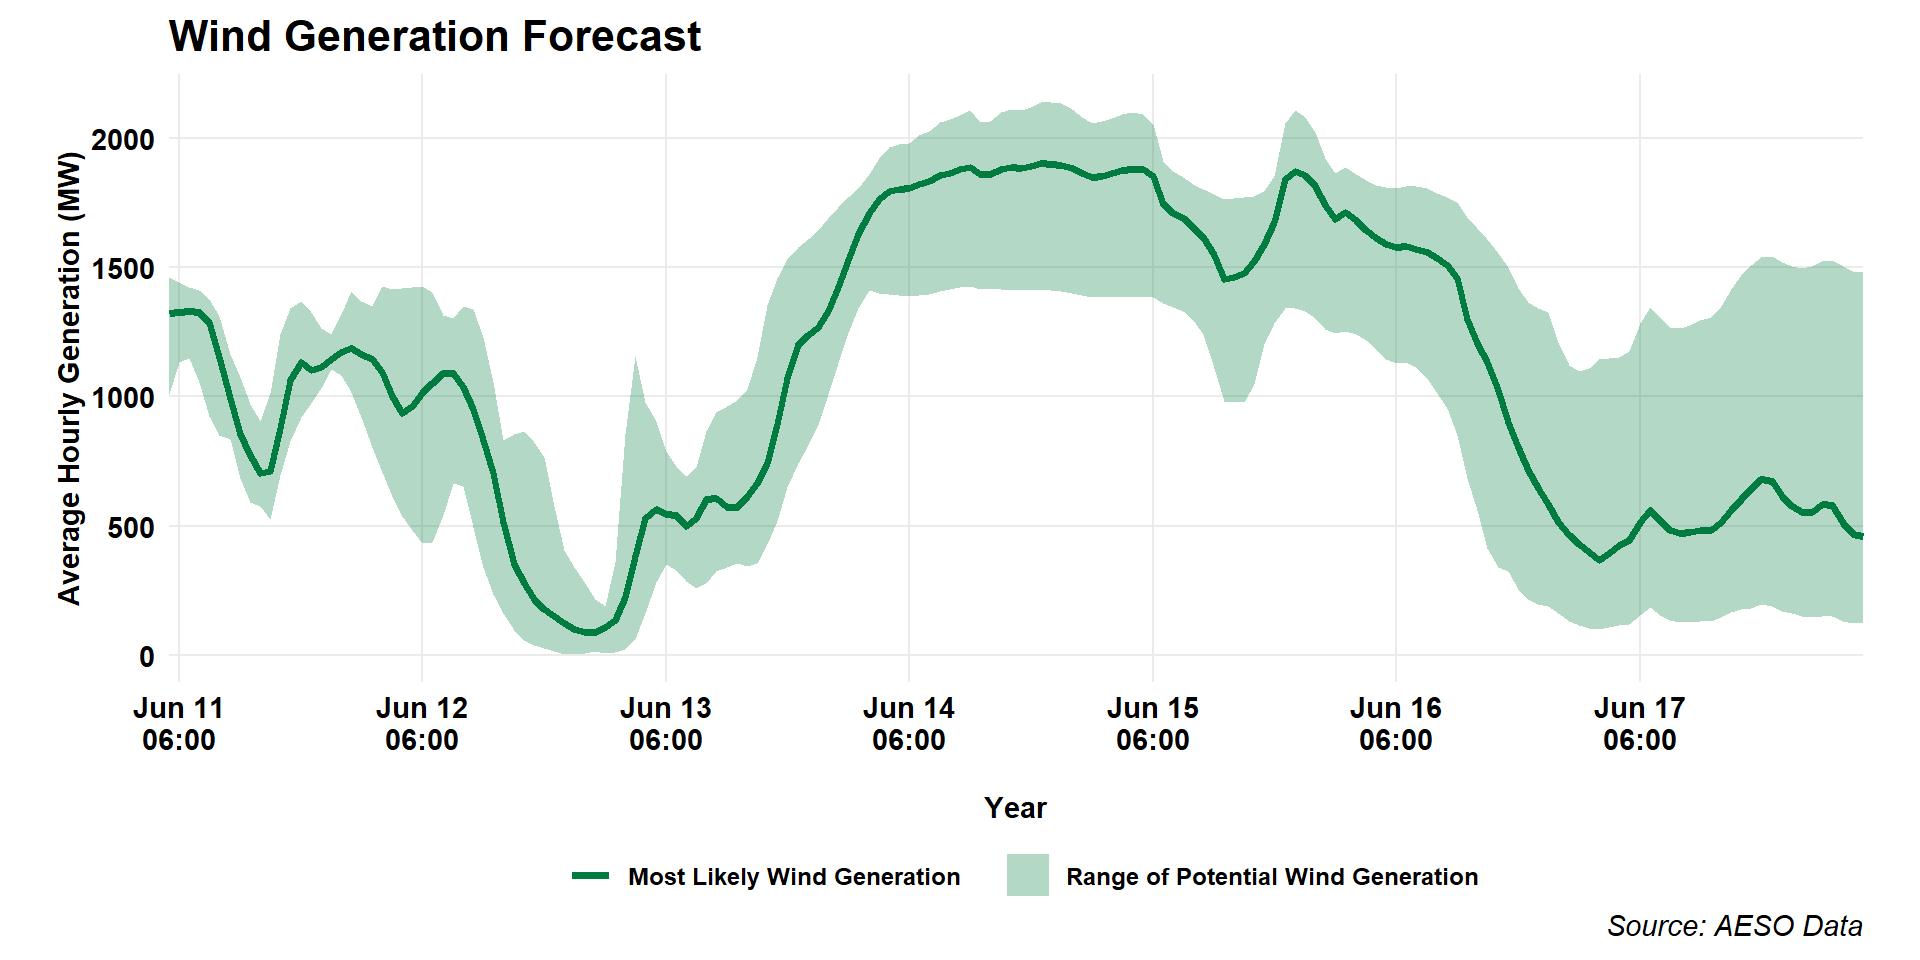 Wind Generation Forecast
Average Hourly Generation (MW)
2000
1500
1000
500
0
Jun 11 Jun 12 Jun 13 Jun 14 Jun 15 Jun 16 Jun 17
06:00 06:00 06:00 06:00 06:00 06:00 06:00
Year
Most Likely Wind Generation Range of Potential Wind Generation
Source: AESO Data